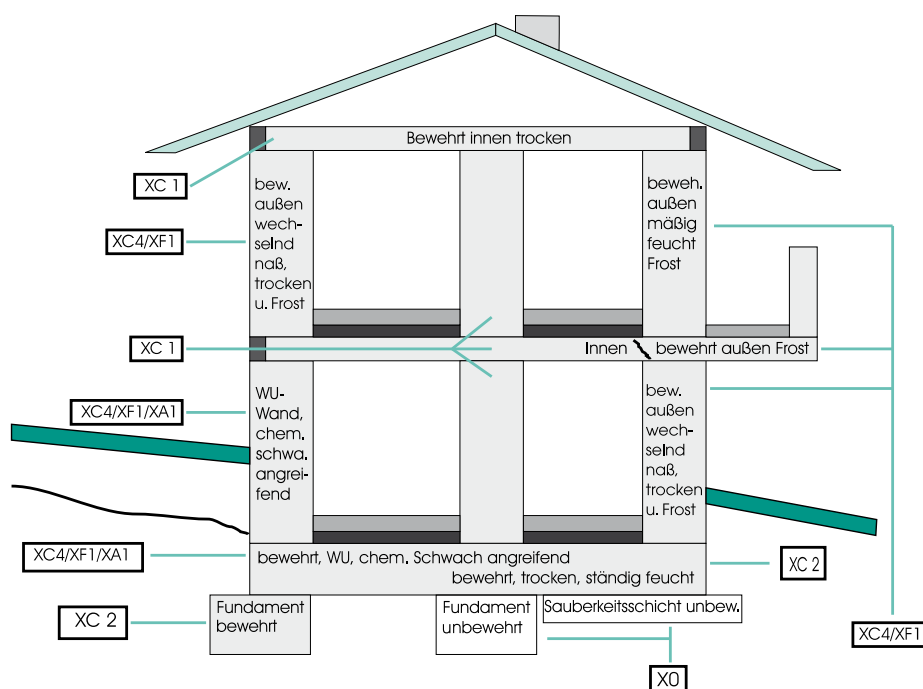 Bewehrt innen trocken
XC 1
bew.
außen
wech-
selnd
naß,
trocken
u. Frost
beweh.
außen
mäßig
feucht
Frost
XC4/XF1
XC 1
Innen bewehrt außen Frost
WU-
Wand,
chem.
schwa.
angrei-
fend
XC4/XF1/XA1
bew.
außen
wech-
selnd
naß,
trocken
u. Frost
XC4/XF1/XA1
bewehrt, WU, chem. Schwach angreifend
bewehrt, trocken, ständig feucht
XC 2
XC 2
Fundament
bewehrt
Fundament
unbewehrt
Sauberkeitsschicht unbew.
XC4/XF1
X0